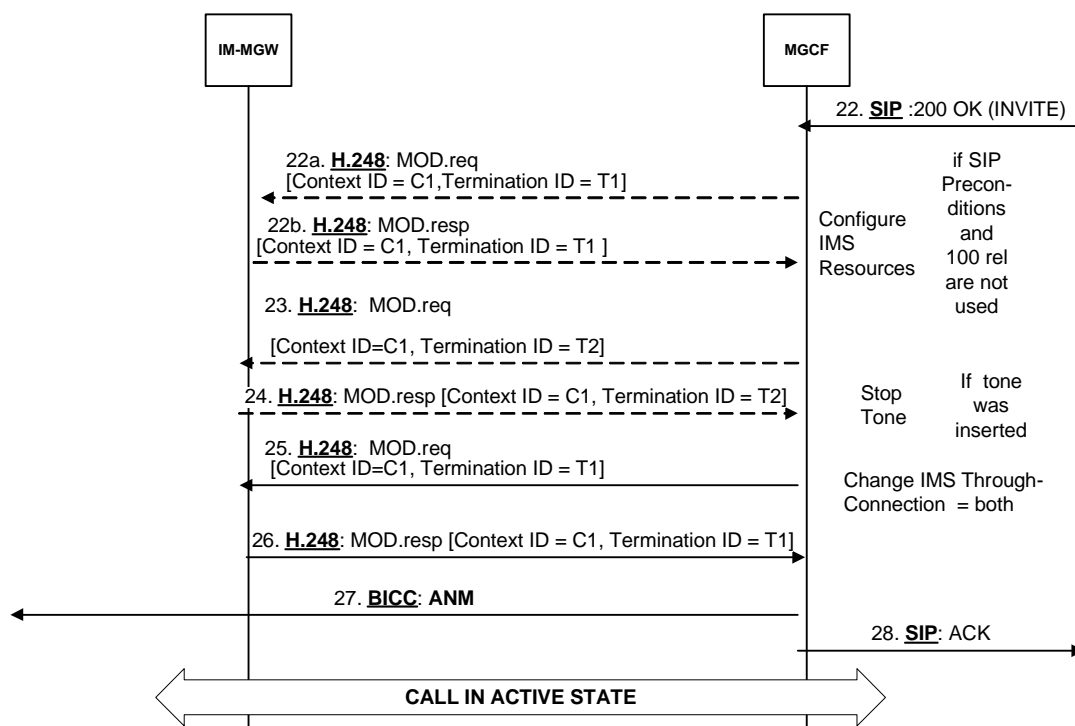 IM-MGW
MGCF
22. SIP :200 OK (INVITE)
22a. H.248: MOD.req
[Context ID = C1,Termination ID = T1]
if SIP
Precon-
ditions
and
100 rel
are not
used
22b. H.248: MOD.resp
[Context ID = C1, Termination ID = T1 ]
Configure
IMS
Resources
23. H.248: MOD.req
[Context ID=C1, Termination ID = T2]
24. H.248: MOD.resp [Context ID = C1, Termination ID = T2]
Stop
Tone
If tone
was
inserted
25. H.248: MOD.req
[Context ID=C1, Termination ID = T1]
Change IMS Through-
Connection = both
26. H.248: MOD.resp [Context ID = C1, Termination ID = T1]
27. BICC: ANM
28. SIP: ACK
CALL IN ACTIVE STATE